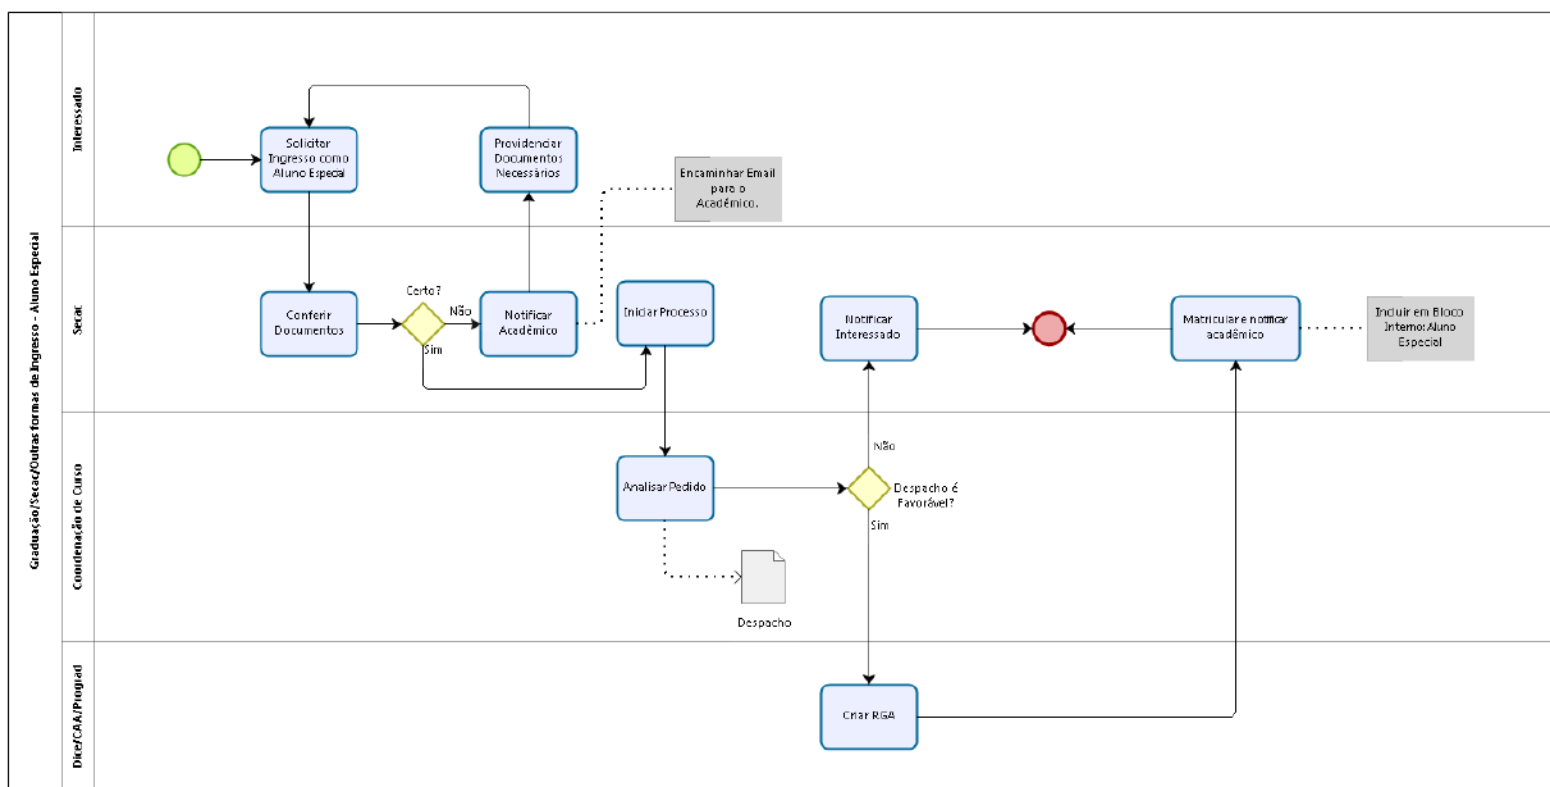 Graduação/Secac/Outras formas de Ingresso - Aluno Especial
Interessado
Solicitar
Ingresso como
Aluno Especial
Providenciar
Documentos
Necessários
Encaminhar Email
para o
Acadêmico.
Secac
Conferir
Documentos
Certo?
Não
Sim
Notificar
Acadêmico
Iniciar Processo
Notificar
Interessado
Matricular e notificar
acadêmico
Incluir em Bloco
Interno: Aluno
Especial
Coordenação de Curso
Analisar Pedido
Não
Despacho é
Favorável?
Sim
Despacho
Dice/CAA/Prograd
Criar RGA